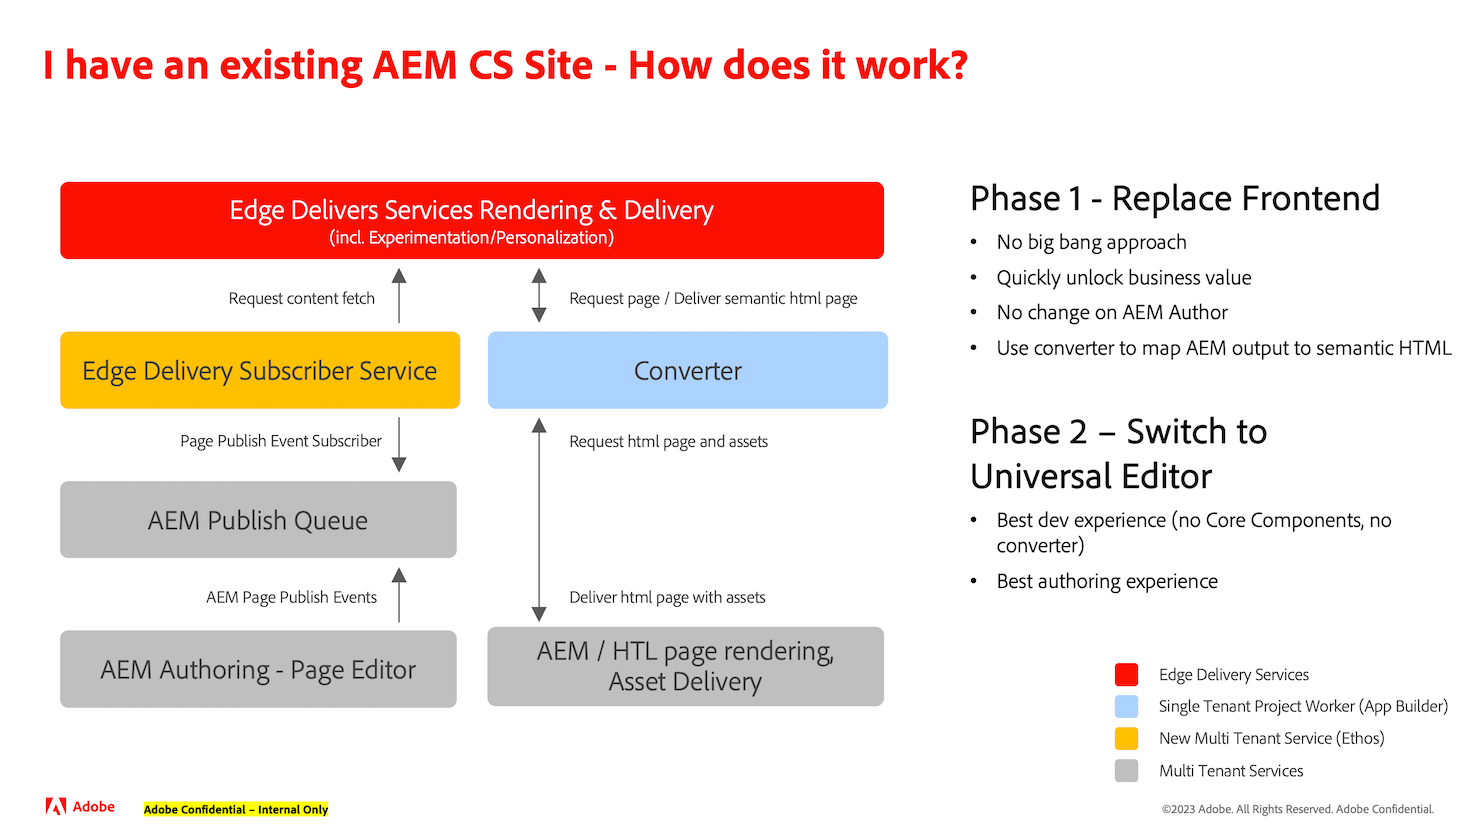 I have an existing AEM CS Site - How does it work?
Edge Delivers Services Rendering & Delivery
(incl. Experimentation/Personalization)
Request content fetch
Request page / Deliver semantic html page
Edge Delivery Subscriber Service
Converter
Page Publish Event Subscriber
Request html page and assets
AEM Publish Queue
AEM Page Publish Events
Deliver html page with assets
AEM Authoring - Page Editor
AEM / HTL page rendering,
Asset Delivery
Phase 1 - Replace Frontend
• No big bang approach
• Quickly unlock business value
• No change on AEM Author
• Use converter to map AEM output to semantic HTML
Phase 2 – Switch to
Universal Editor
• Best dev experience (no Core Components, no
converter)
• Best authoring experience
Edge Delivery Services
Single Tenant Project Worker (App Builder)
New Multi Tenant Service (Ethos)
Multi Tenant Services
Adobe
Adobe Confidential – Internal Only
©2023 Adobe. All Rights Reserved. Adobe Confidential.